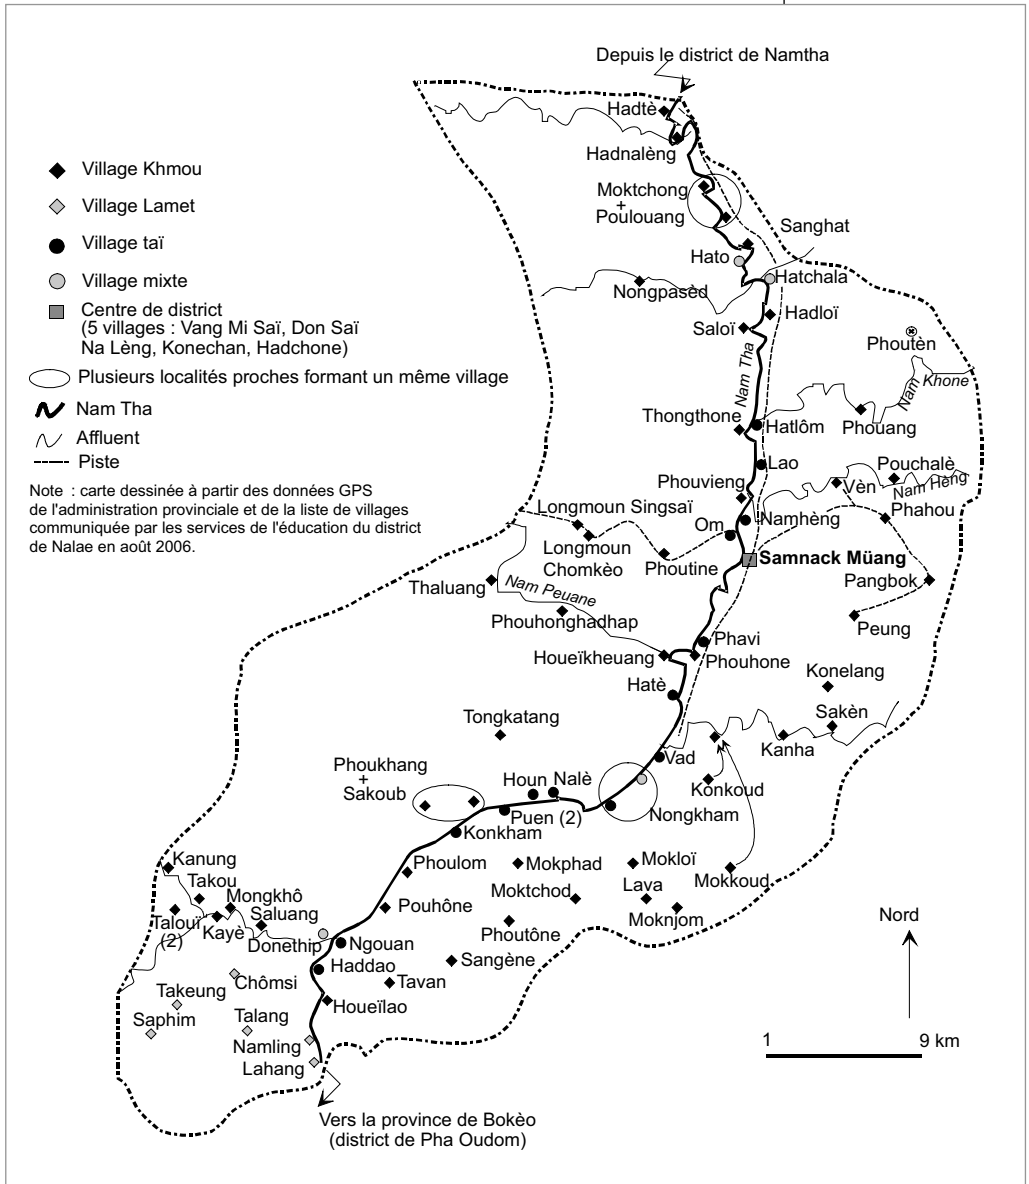 Depuis le district de Namtha
Hadtè
Hadnalèng
Village Khmou
Moktchong
+
Poulouang
Village Lamet
Sanghat
Village taï
Hato
Village mixte
Hatchala
Nongpasèd
Centre de district
(5 villages : Vang Mi Saï, Don Saï
Na Lèng, Konechan, Hadchone)
Hadloï
Saloï
Phoutèn
Plusieurs localités proches formant un même village
Nam Tha
Nam Khone
Nam Tha
Thongthone
Hatlôm
Phouang
Affluent
Piste
Lao
Pouchalè
Phouvieng
Vèn
Nam Heng
Note : carte dessinée à partir des données GPS
de l'administration provinciale et de la liste de villages
communiquée par les services de l'éducation du district
de Nalae en août 2006.
Longmoun Singsaï
Phahou
Om
Namhèng
Longmoun
Chomkèo
Samnack Müang
Phoutine
Pangbok
Thaluang
Nam Peuane
Phouhonghadhap
Peung
Phavi
Houeïkheuang
Phouhone
Konelang
Hatè
Sakèn
Tongkatang
Kanha
Vad
Phoukhang
+
Sakoub
Houn
Nalè
Konkoud
Puen (2)
Nongkham
Konkham
Kanung
Phoulom
Mokphad
Mokloï
Takou
Mokkoud
Moktchod
Lava
Mongkhô
Pouhône
Saluang
Moknjom
Nord
Talouï
(2)
Kayè
Phoutône
Donethip
Ngouan
Sangène
Haddao
Chômsi
Tavan
Takeung
Houeïlao
Saphim
Talang
Namling
Lahang
1
9 km
Vers la province de Bokèo
(district de Pha Oudom)